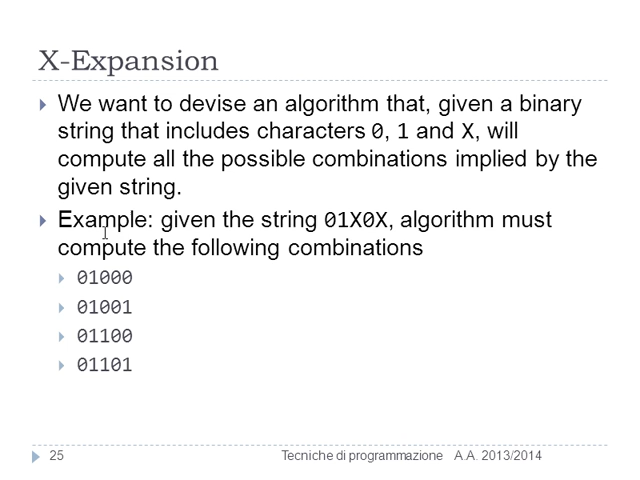 X-Expansion
We want to devise an algorithm that, given a binary
string that includes characters 0, 1 and X, will
compute all the possible combinations implied by the
given string.
Example: given the string 01X0X, algorithm must
compute the following combinations
01000
01001
01100
01101
25 Tecniche di programmazione A.A. 2013/2014